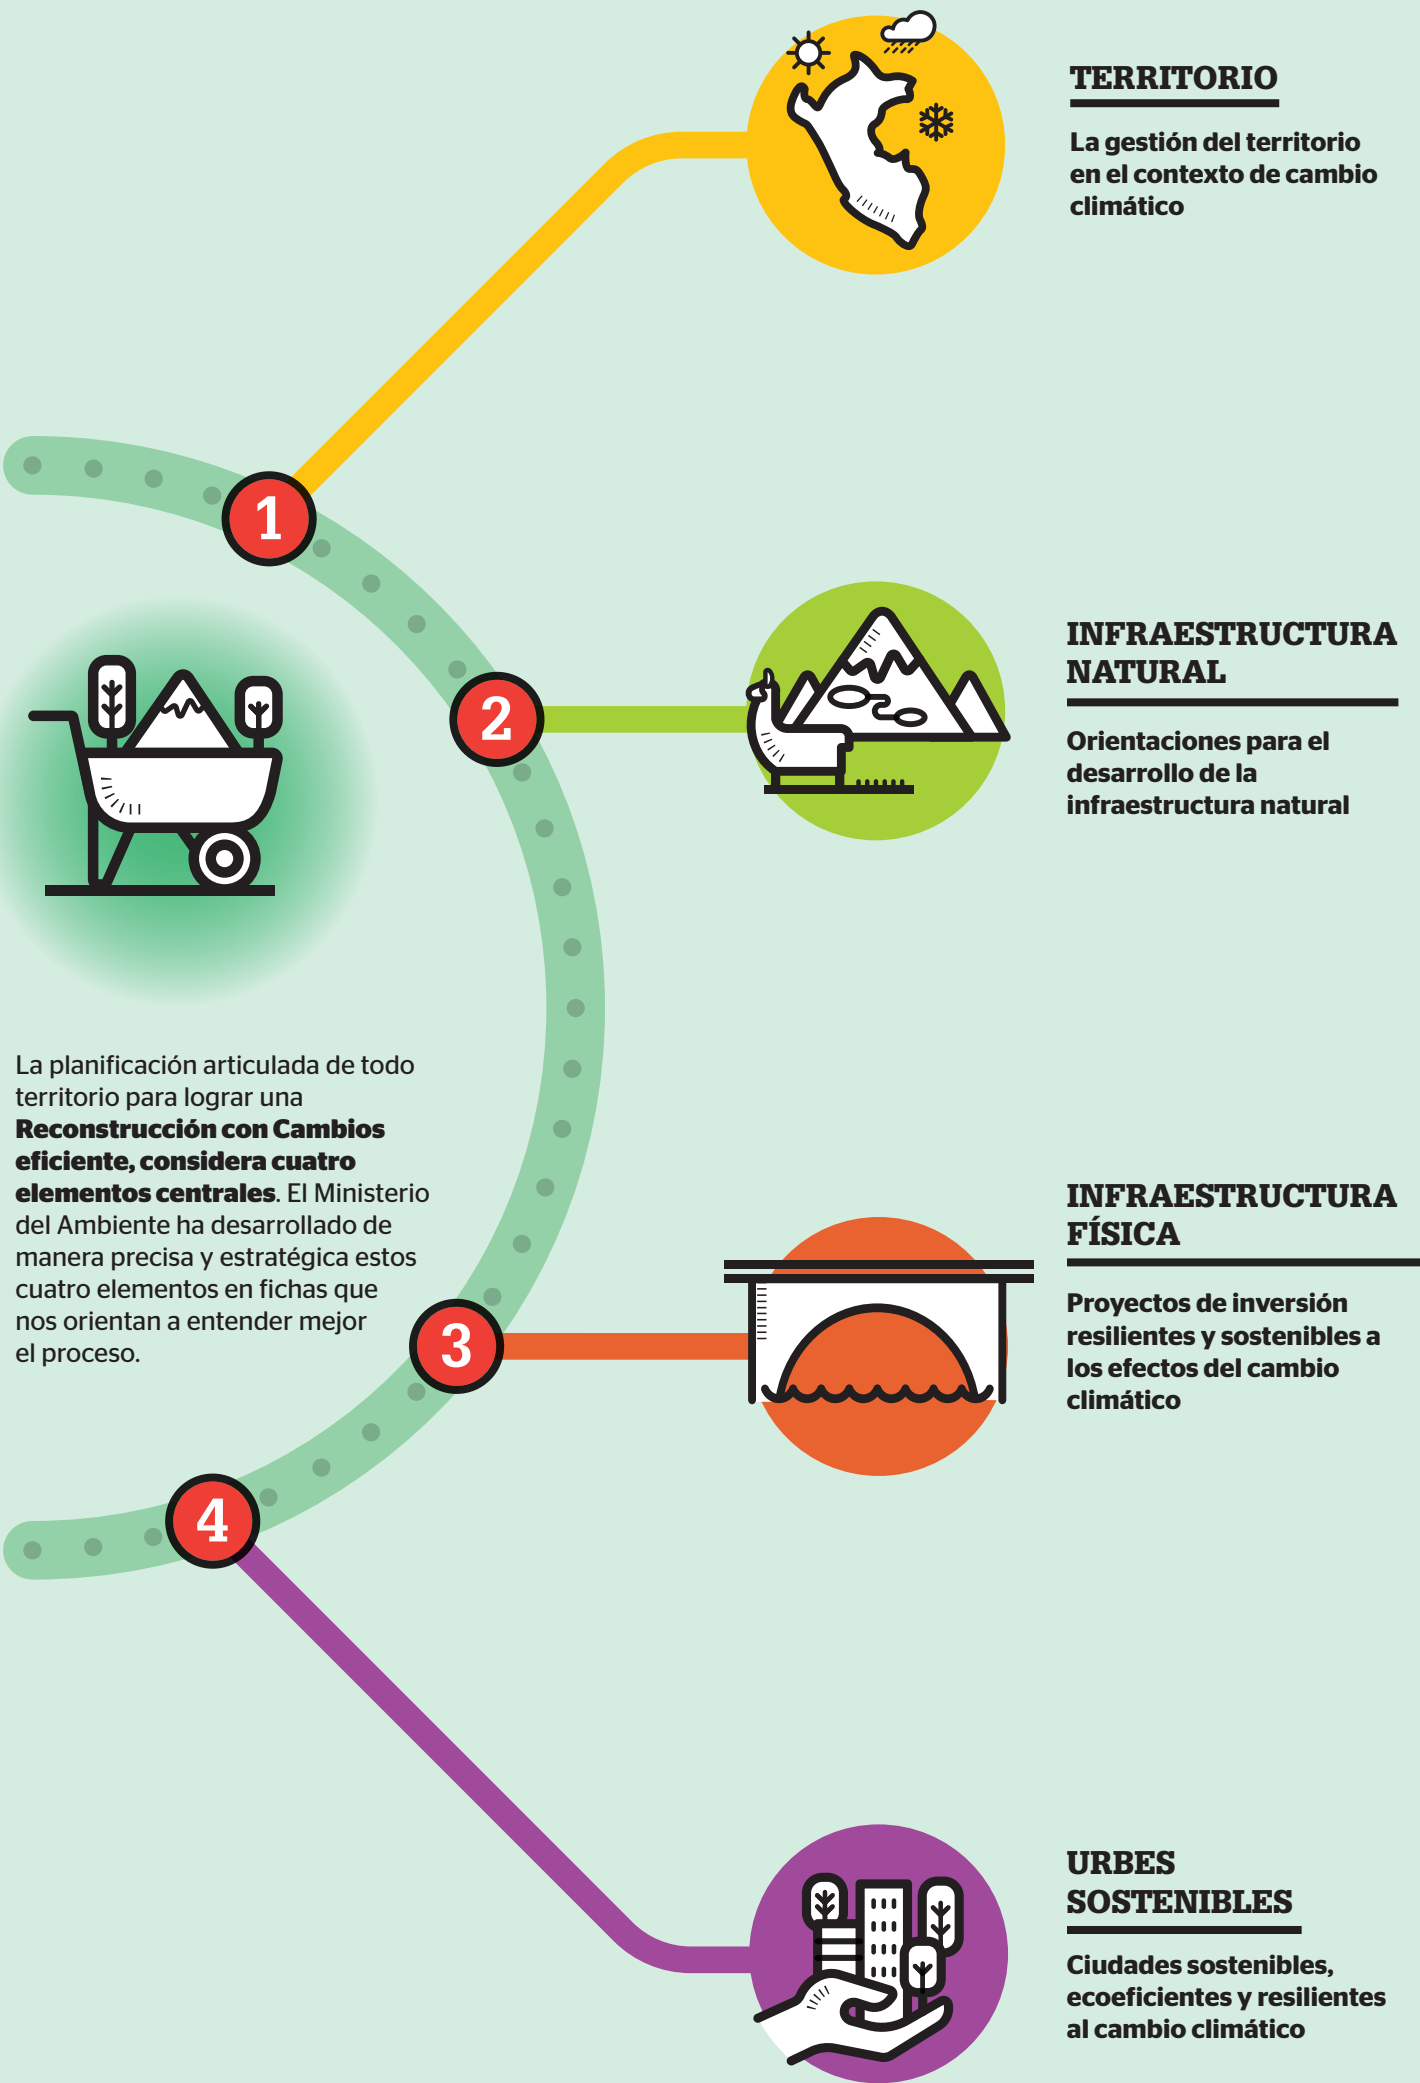 TERRITORIO
La gestión del territorio
en el contexto de cambio
climático
1
2
INFRAESTRUCTURA
NATURAL
Orientaciones para el
desarrollo de la
infraestructura natural
La planificación articulada de todo
territorio para lograr una
Reconstrucción con Cambios
eficiente, considera cuatro
elementos centrales. El Ministerio
del Ambiente ha desarrollado de
manera precisa y estratégica estos
cuatro elementos en fichas que
nos orientan a entender mejor
el proceso.
3
INFRAESTRUCTURA
FÍSICA
Proyectos de inversión
resilientes y sostenibles a
los efectos del cambio
climático
4
URBES
SOSTENIBLES
Ciudades sostenibles,
ecoeficientes y resilientes
al cambio climático